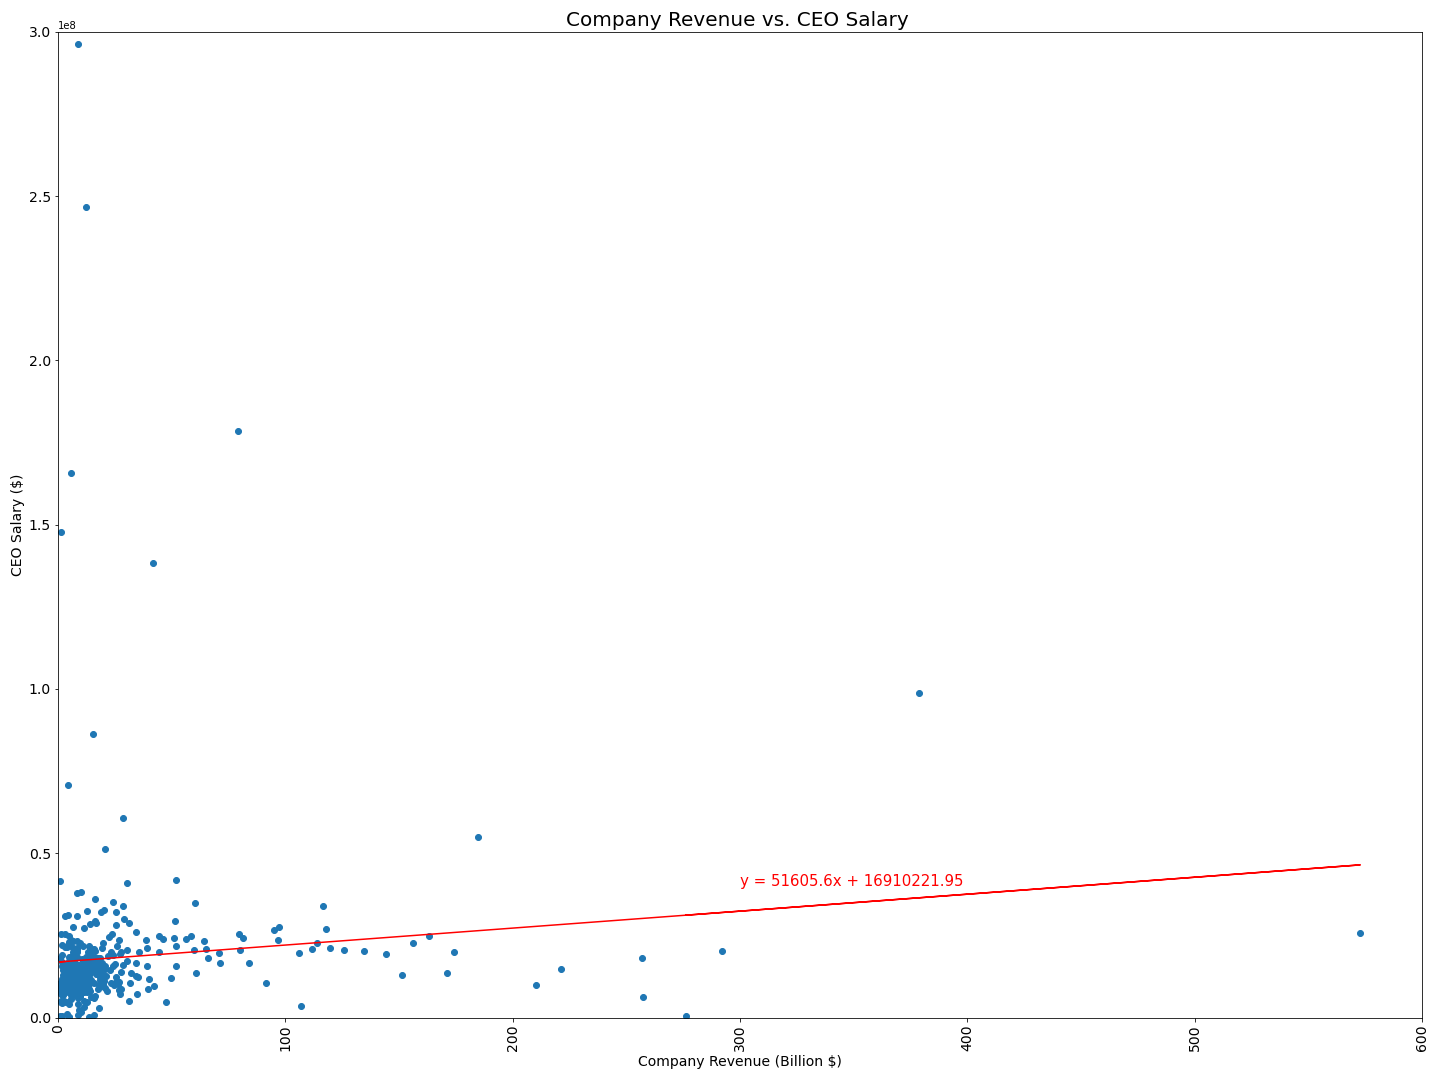 Company Revenue vs. CEO Salary
1e8
3.0
2.5
2.0
1.5
1.0
0.5
0.0
CEO Salary ($)
y = 51605.6x + 16910221.95
0
100
200
300
400
500
600
Company Revenue (Billion $)